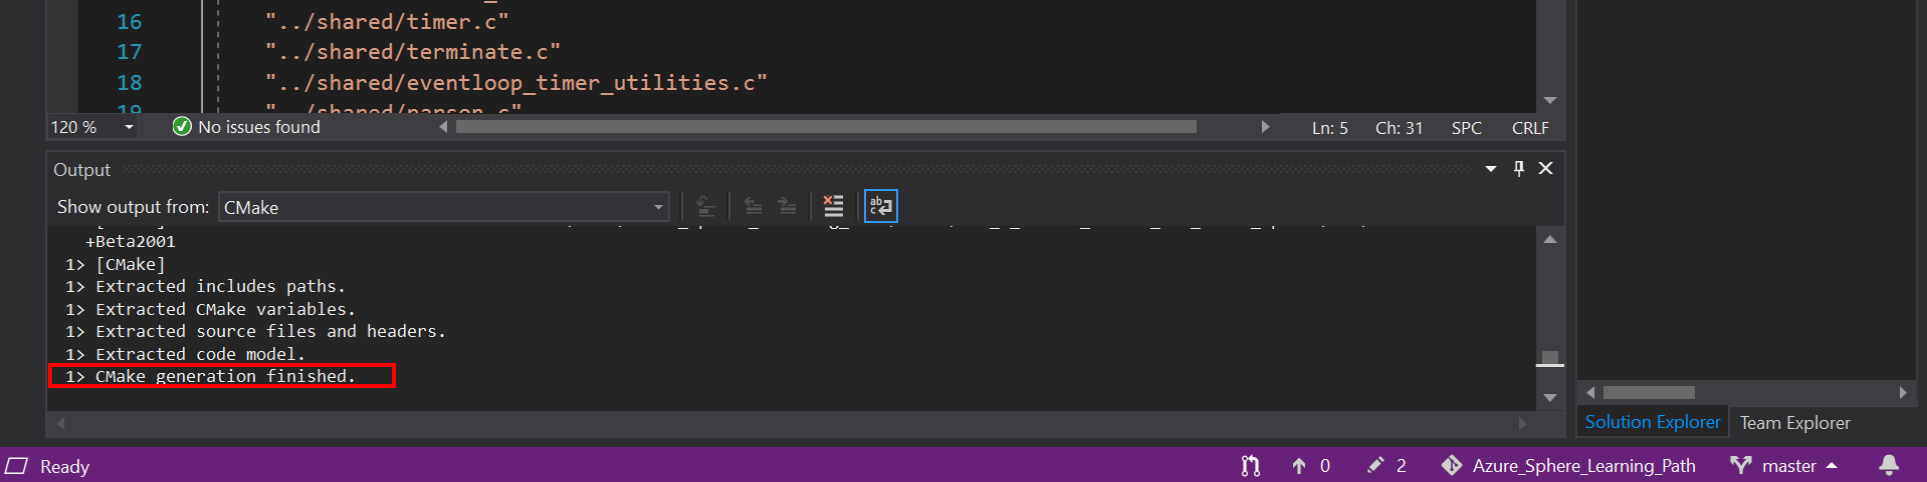 16 "../shared/timer.c"
17 "../shared/terminate.c"
18 "../shared/eventloop_timer_utilities.c"
19 "../shared/parson.c"
120 % No issues found Ln: 5 Ch: 31 SPC CRLF
Output
Show output from: CMake
+Beta2001
1> [CMake]
1> Extracted includes paths.
1> Extracted CMake variables.
1> Extracted source files and headers.
1> Extracted code model.
1> CMake generation finished.
Solution Explorer Team Explorer
Ready 0 2 Azure_Sphere_Learning_Path master